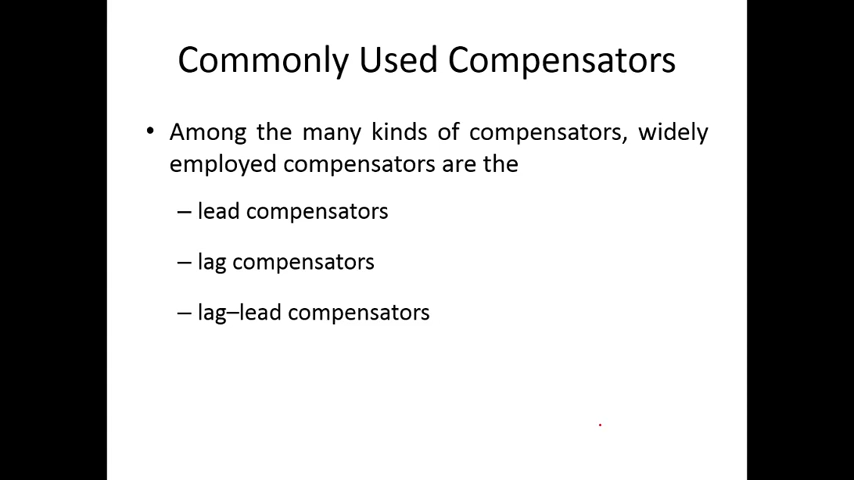 Commonly Used Compensators
• Among the many kinds of compensators, widely
employed compensators are the
– lead compensators
– lag compensators
– lag–lead compensators